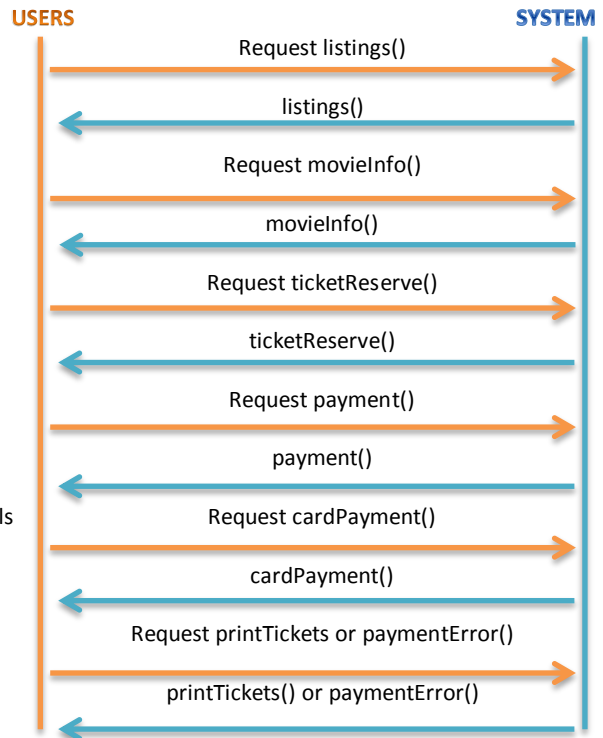 USERS SYSTEM
Request listings()
listings()
Request movieInfo()
movieInfo()
Request ticketReserve()
ticketReserve()
Request payment()
payment()
ls Request cardPayment()
cardPayment()
Request printTickets or paymentError()
printTickets() or paymentError()